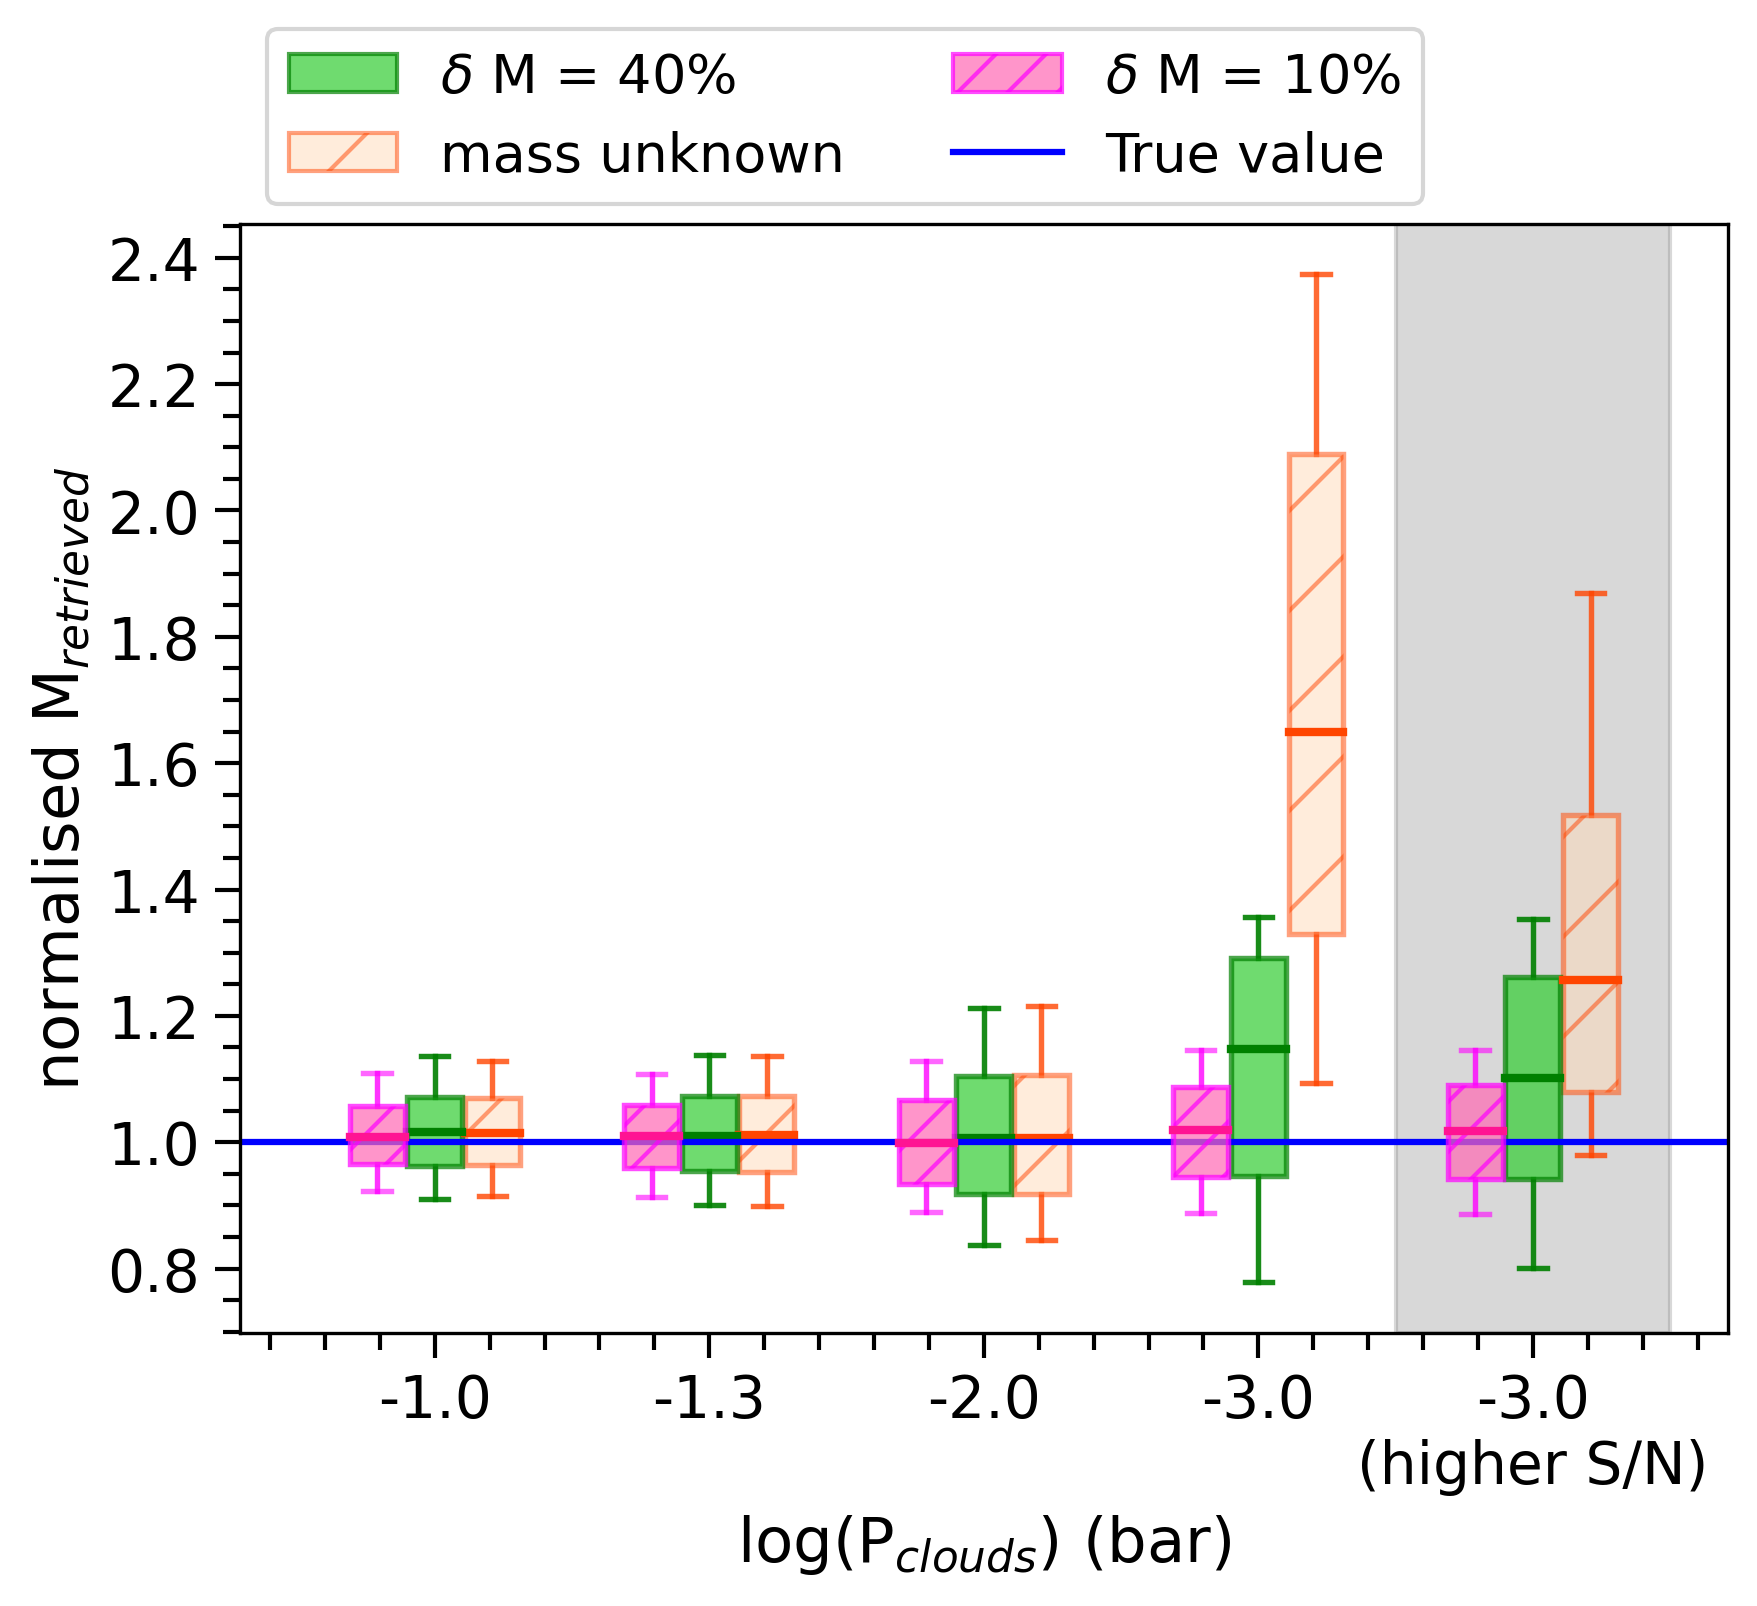 δ M = 40%
δ M = 10%
mass unknown
True value
normalised M_retrieved
2.4
2.2
2.0
1.8
1.6
1.4
1.2
1.0
0.8
-1.0
-1.3
-2.0
-3.0
-3.0
(higher S/N)
log(P_clouds) (bar)